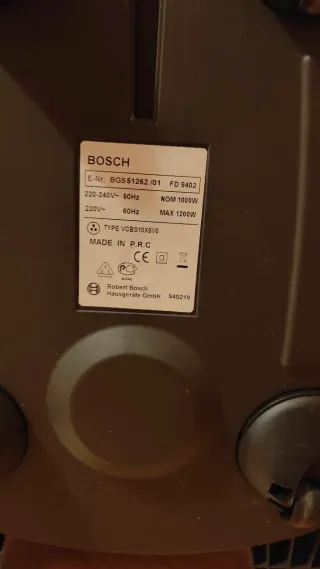 BOSCH
E-Nr. BGS51262 /01 FD 9402
220-240V~ 50Hz NOM 1000W
220V~ 60Hz MAX 1200W
TYPE VCBS10X5V0
MADE IN P.R.C
CE
Robert Bosch
Hausgeräte GmbH 940219